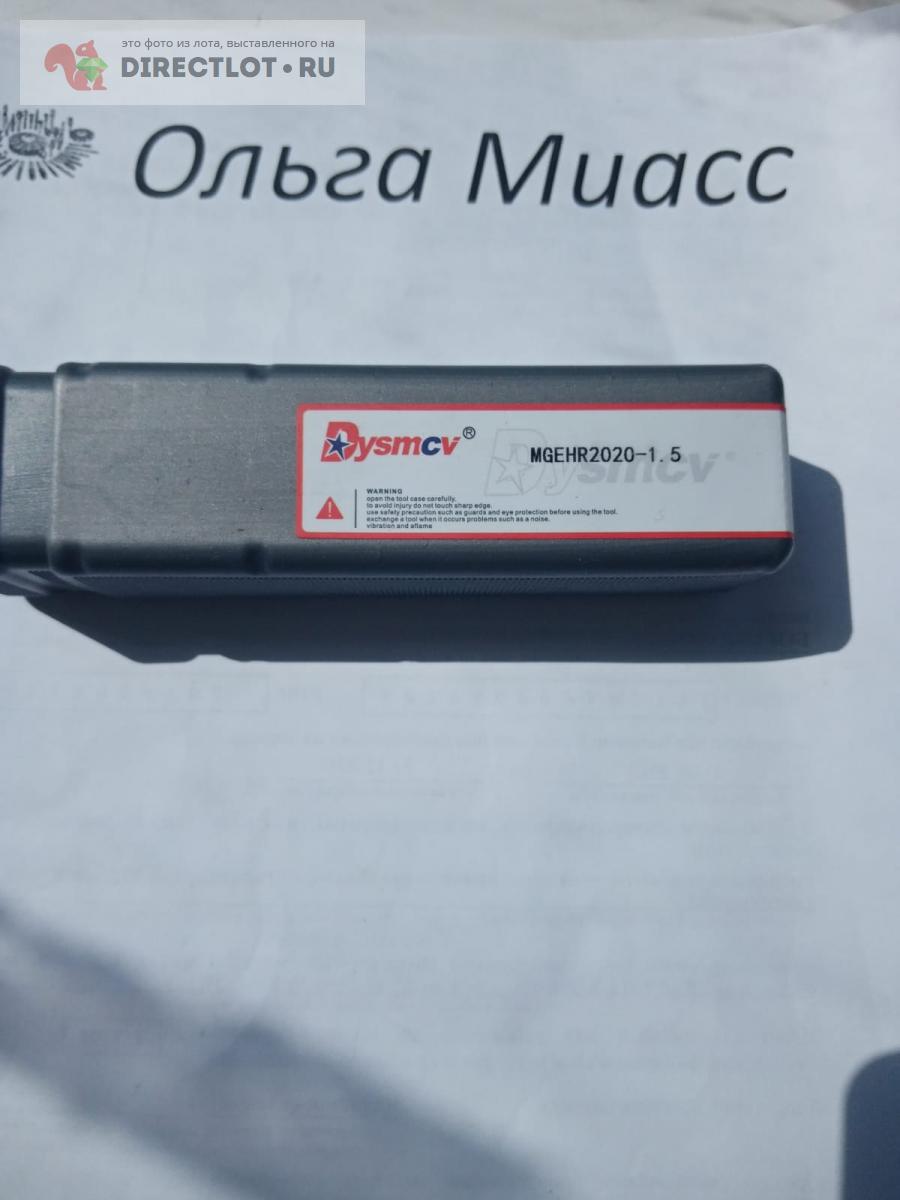 это фото из лота, выставленного на
DIRECTLOT•RU
Ольга Миасс
Dysmcv®
MGEHR2020-1.5
Dysmcv
WARNING
open the tool case carefully.
to avoid injury do not touch sharp edge.
use safety precaution such as guards and eye protection before using the tool.
exchange a tool when it occurs problems such as a noise.
vibration and aflame